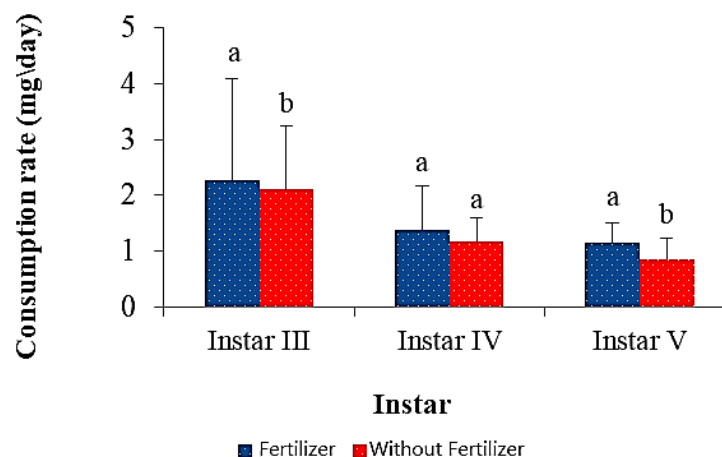 Consumption rate (mg\day)
5
4
3
2
1
0
a
b
a
a
a
b
Instar III
Instar IV
Instar V
Instar
Fertilizer
Without Fertilizer